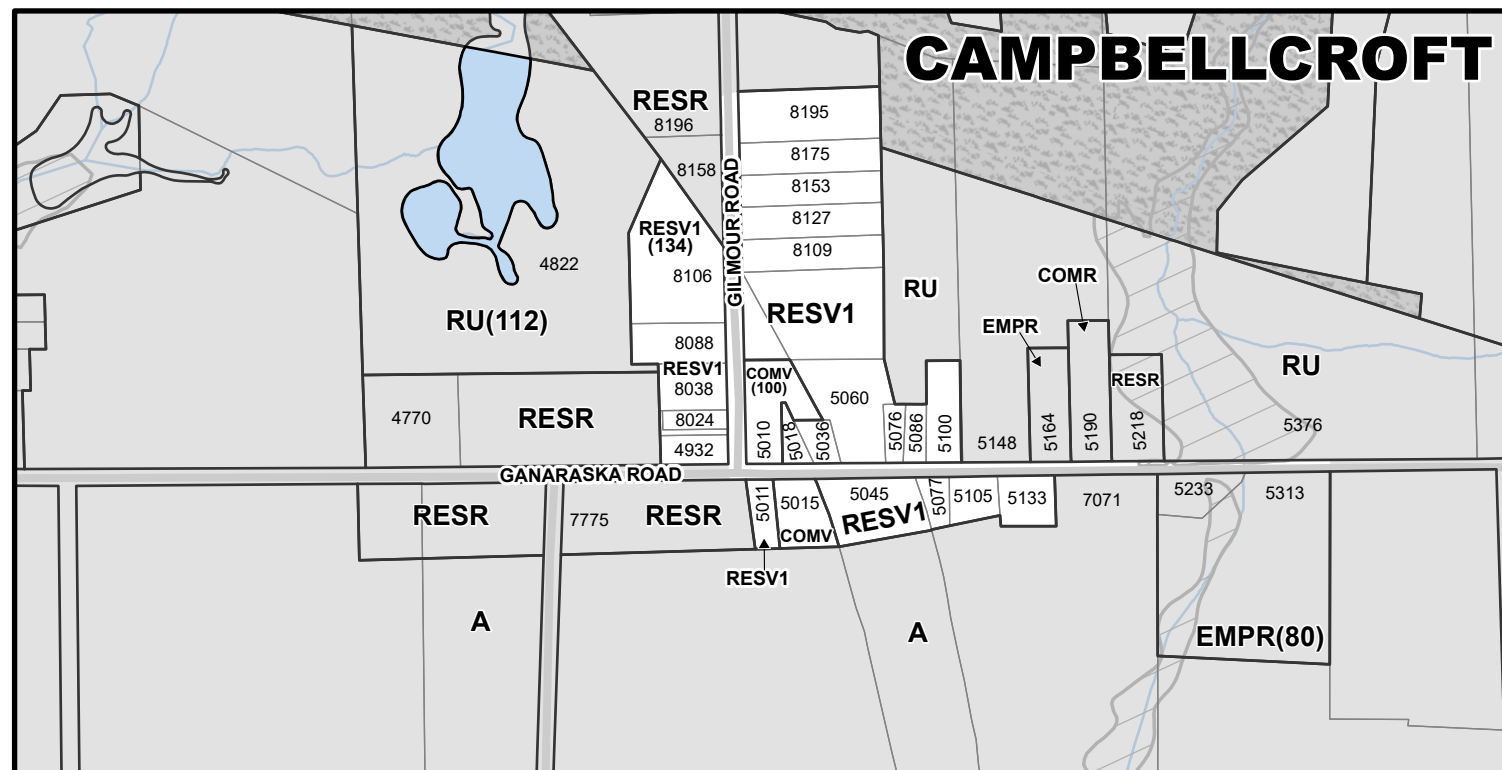 CAMPBELLCROFT
RESR
8196
8158
8195
8175
8153
8127
8109
GILMOUR ROAD
RESV1
(134)
8106
4822
RU(112)
RESV1
RU
COMR
EMPR
RU
8088
RESV1
8038
8024
4932
COMV
(100)
5010
5018
5036
5060
5076
5086
5100
5148
5164
5190
RESR
5218
5376
4770
RESR
GANARASKA ROAD
RESR
7775
RESR
5011
5015
COMV
RESV1
5045
RESV1
5077
5105
5133
7071
5233
5313
A
A
EMPR(80)